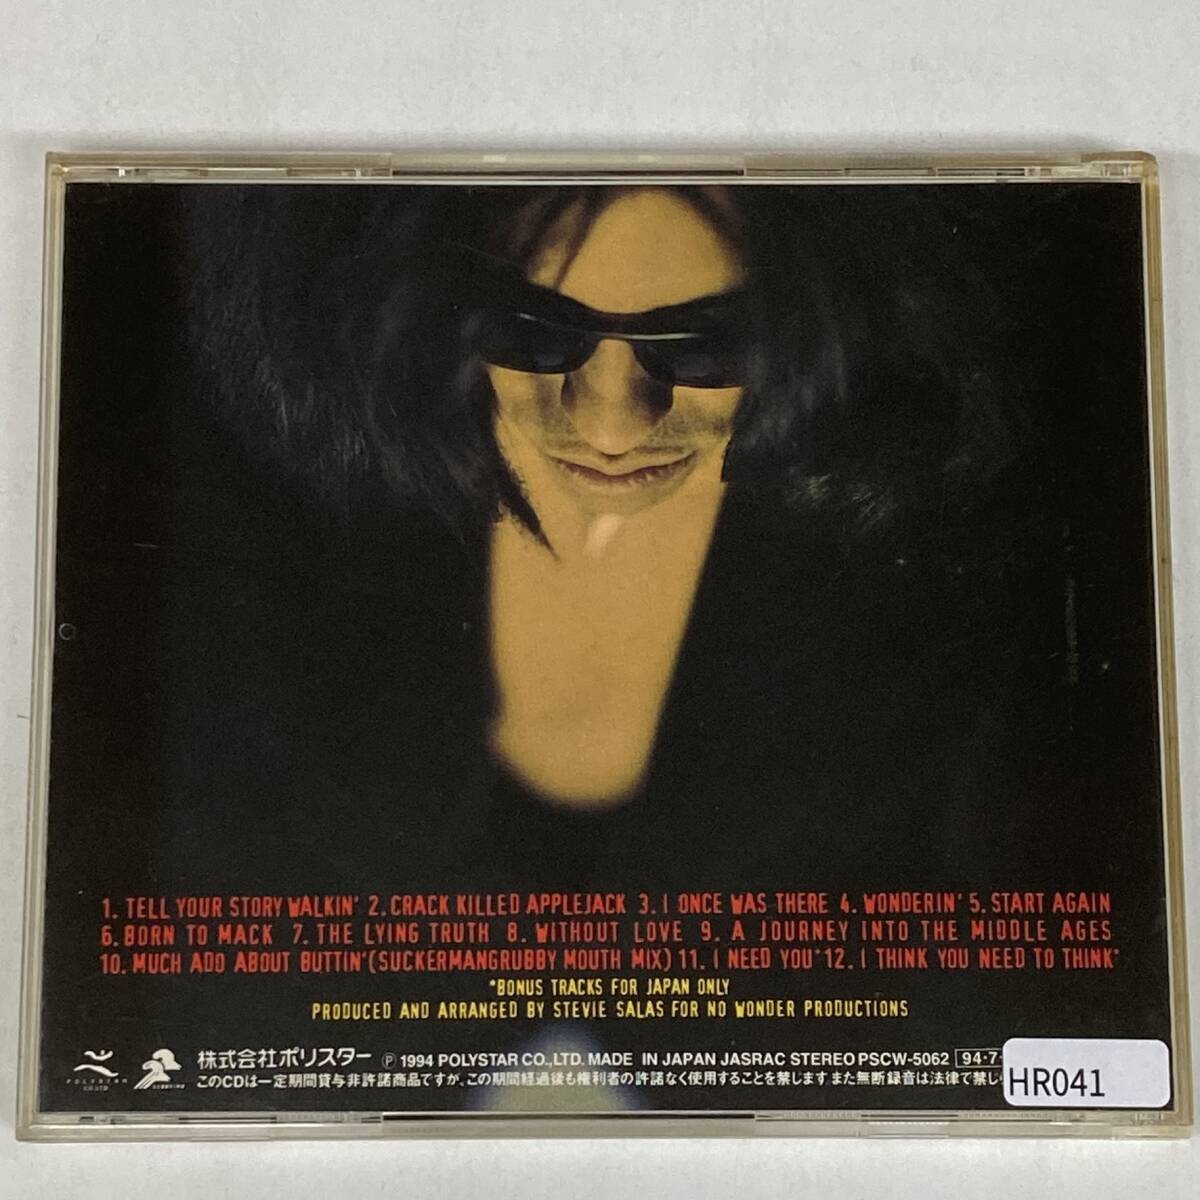 1. TELL YOUR STORY WALKIN' 2. CRACK KILLED APPLEJACK 3. I ONCE WAS THERE 4. WONDERIN' 5. START AGAIN
6. BORN TO MACK 7. THE LYING TRUTH 8. WITHOUT LOVE 9. A JOURNEY INTO THE MIDDLE AGES
10. MUCH ADO ABOUT BUTTIN' (SUCKERMANGRUBBY MOUTH MIX) 11. I NEED YOU* 12. I THINK YOU NEED TO THINK*
*BONUS TRACKS FOR JAPAN ONLY
PRODUCED AND ARRANGED BY STEVIE SALAS FOR NO WONDER PRODUCTIONS
株式会社ポリスター Ⓟ 1994 POLYSTAR CO., LTD. MADE IN JAPAN JASRAC STEREO PSCW-5062 94・7・
POLYSTAR
CO.LTD
このCDは一定期間貸与非許諾商品ですが、この期間経過後も権利者の許諾なく使用することを禁じます また無断録音は法律で禁じ
HR041